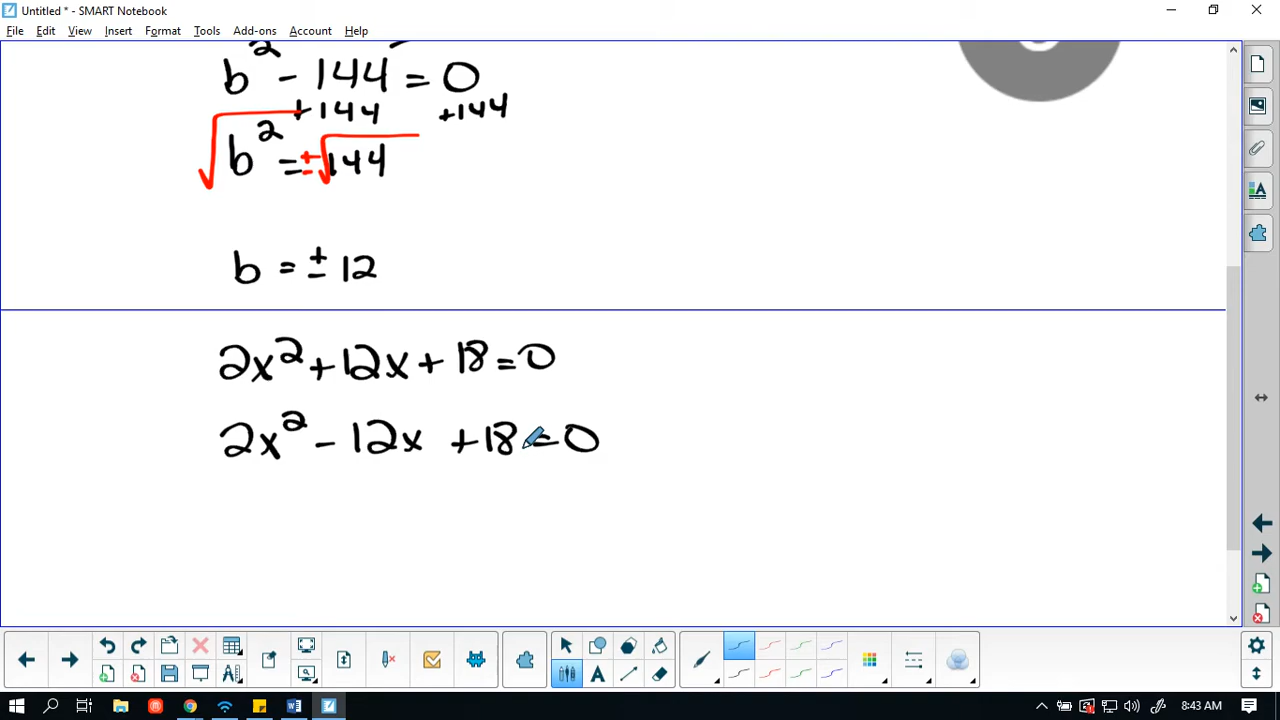 Untitled * - SMART Notebook
File Edit View Insert Format Tools Add-ons Account Help
b² - 144 = 0
+144 +144
√b² = ±√144
b = ± 12
2x² + 12x + 18 = 0
2x² - 12x + 18 = 0
A
8:43 AM